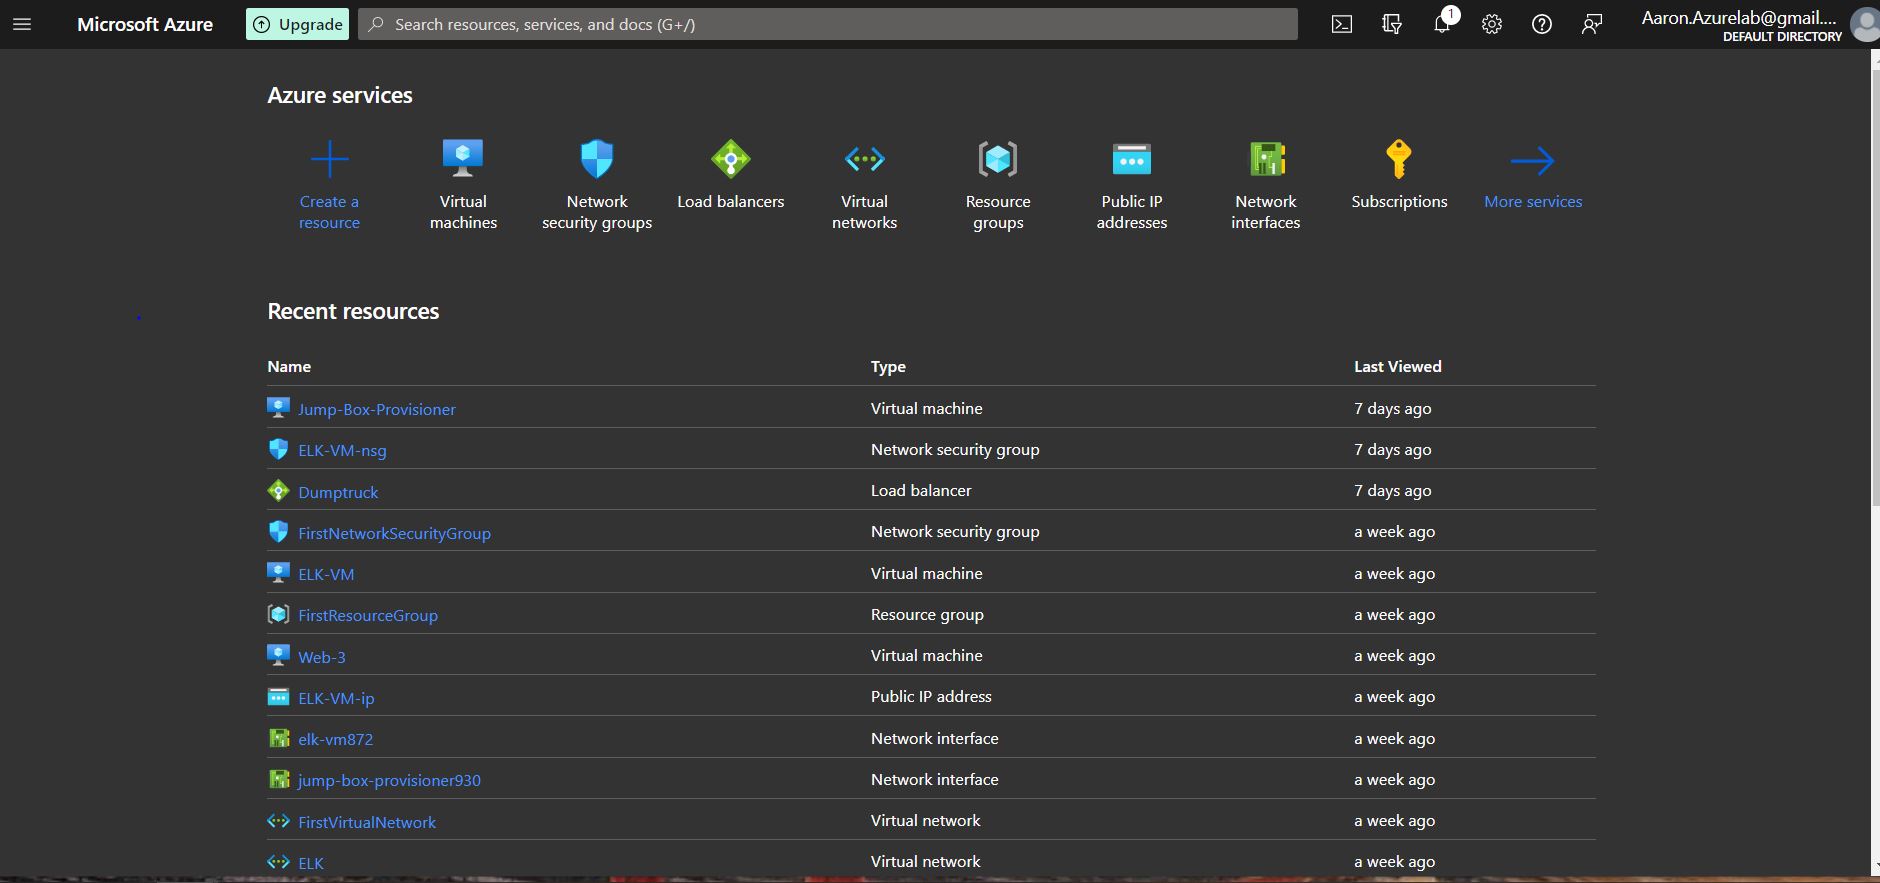 Microsoft Azure
Upgrade
Search resources, services, and docs (G+/)
1
Aaron.Azurelab@gmail....
DEFAULT DIRECTORY
Azure services
Create a
resource
Virtual
machines
Network
security groups
Load balancers
Virtual
networks
Resource
groups
Public IP
addresses
Network
interfaces
Subscriptions
More services
Recent resources
Name Type Last Viewed
Jump-Box-Provisioner Virtual machine 7 days ago
ELK-VM-nsg Network security group 7 days ago
Dumptruck Load balancer 7 days ago
FirstNetworkSecurityGroup Network security group a week ago
ELK-VM Virtual machine a week ago
FirstResourceGroup Resource group a week ago
Web-3 Virtual machine a week ago
ELK-VM-ip Public IP address a week ago
elk-vm872 Network interface a week ago
jump-box-provisioner930 Network interface a week ago
FirstVirtualNetwork Virtual network a week ago
ELK Virtual network a week ago